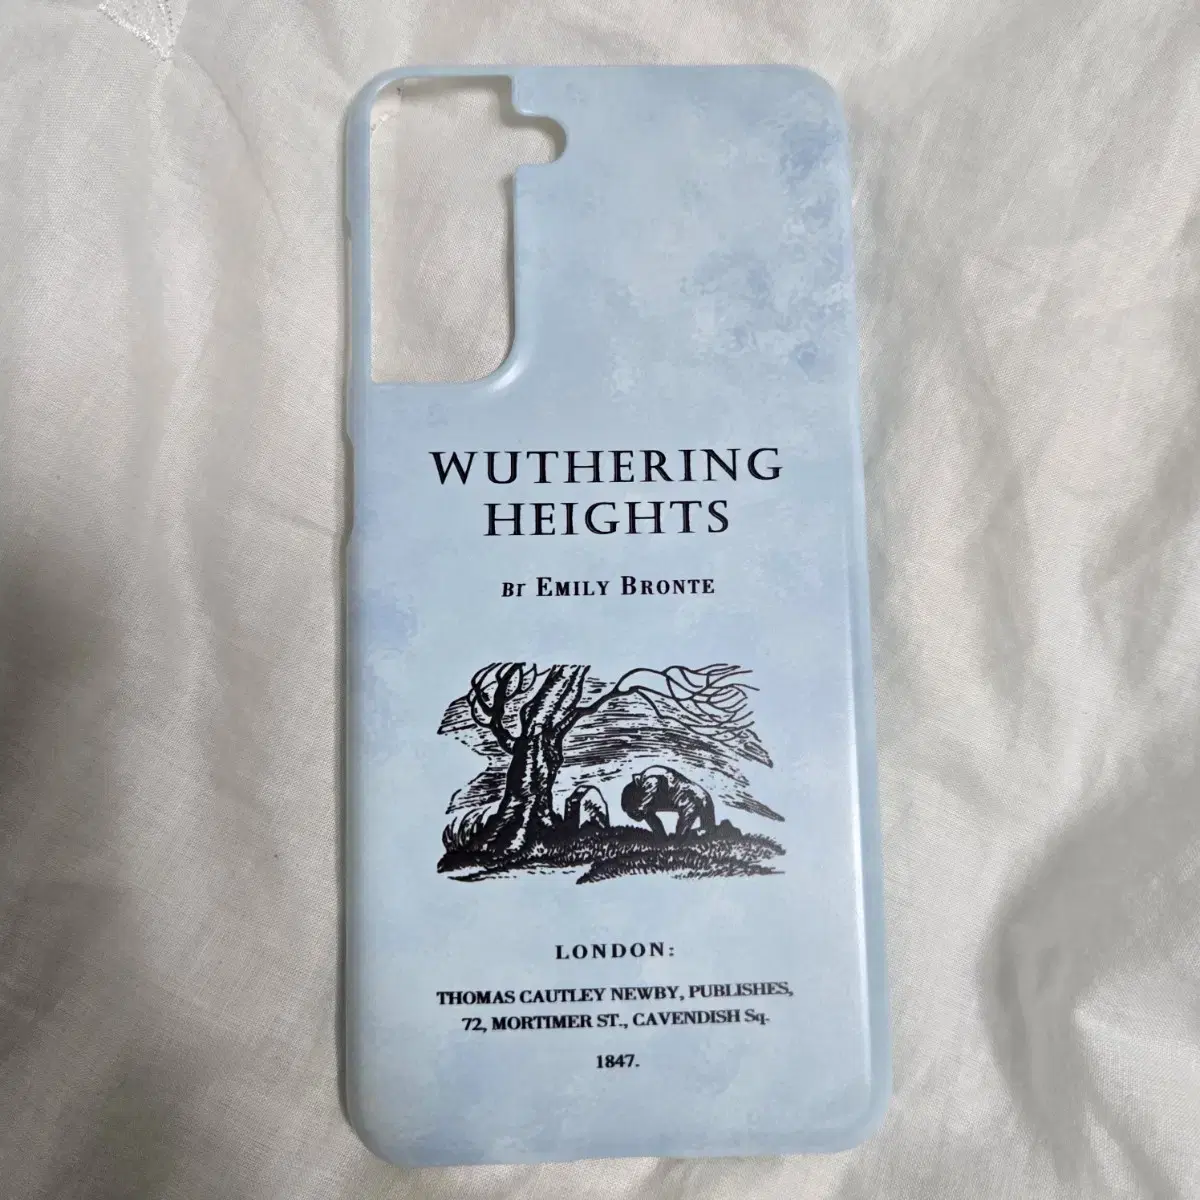 WUTHERING
HEIGHTS
BY EMILY BRONTE
LONDON:
THOMAS CAUTLEY NEWBY, PUBLISHES,
72, MORTIMER ST., CAVENDISH Sq.
1847.